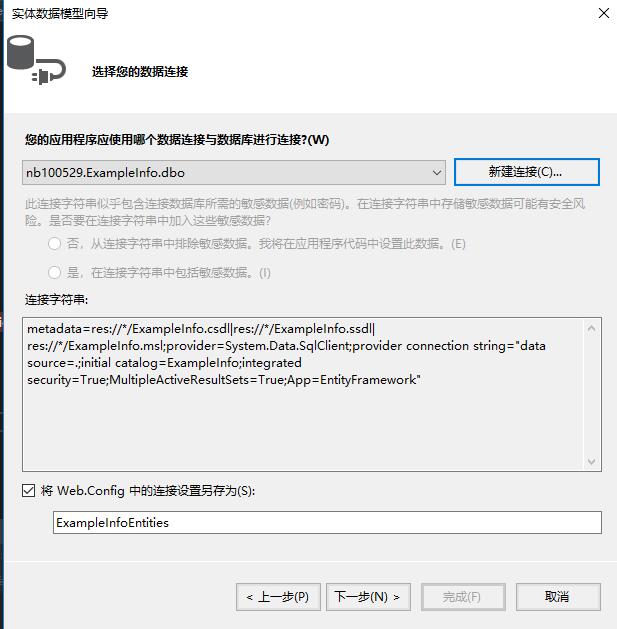 实体数据模型向导
选择您的数据连接
您的应用程序应使用哪个数据连接与数据库进行连接?(W)
nb100529.ExampleInfo.dbo
新建连接(C)...
此连接字符串似乎包含连接数据库所需的敏感数据(例如密码)。在连接字符串中存储敏感数据可能有安全风
险。是否要在连接字符串中加入这些敏感数据?
否，从连接字符串中排除敏感数据。我将在应用程序代码中设置此数据。(E)
是，在连接字符串中包括敏感数据。(I)
连接字符串:
metadata=res://*/ExampleInfo.csdl|res://*/ExampleInfo.ssdl|
res://*/ExampleInfo.msl;provider=System.Data.SqlClient;provider connection string="data
source=.;initial catalog=ExampleInfo;integrated
security=True;MultipleActiveResultSets=True;App=EntityFramework"
将 Web.Config 中的连接设置另存为(S):
ExampleInfoEntities
< 上一步(P)
下一步(N) >
完成(F)
取消